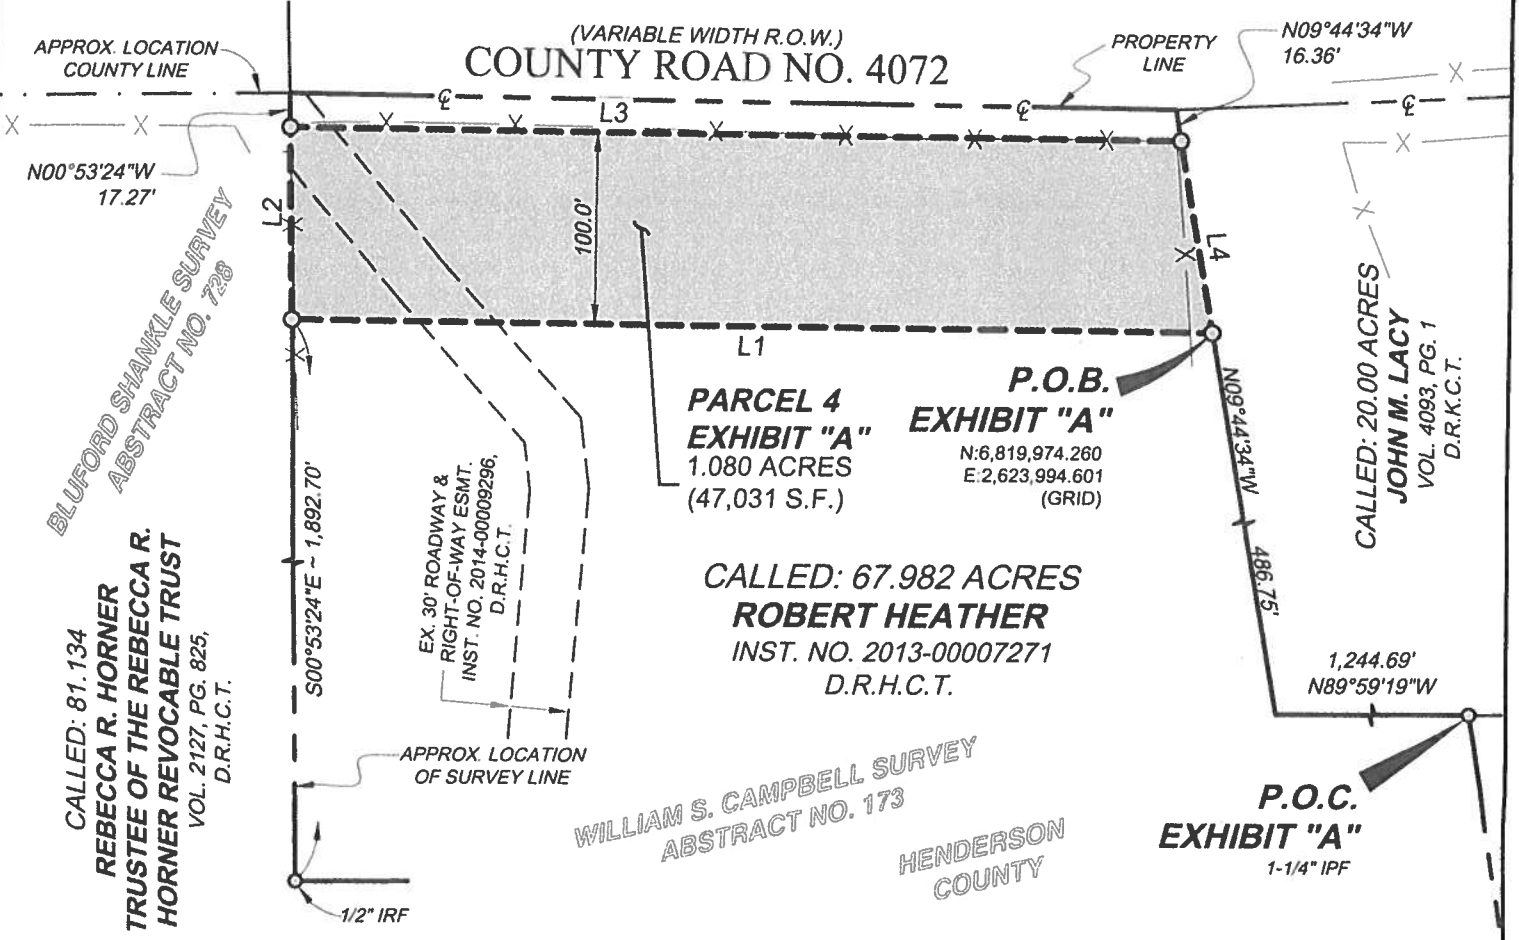 (VARIABLE WIDTH R.O.W.)
COUNTY ROAD NO. 4072
APPROX. LOCATION
COUNTY LINE
PROPERTY
LINE
N09°44'34"W
16.36'
N00°53'24"W
17.27'
L3
L2
L4
L1
100.0'
BLUFORD SHANKLE SURVEY
ABSTRACT NO. 728
PARCEL 4
EXHIBIT "A"
1.080 ACRES
(47,031 S.F.)
P.O.B.
EXHIBIT "A"
N:6,819,974.260
E:2,623,994.601
(GRID)
N09°44'34"W
486.75'
CALLED: 20.00 ACRES
JOHN M. LACY
VOL. 4093, PG. 1
D.R.K.C.T.
S00°53'24"E ~ 1,892.70'
EX. 30' ROADWAY &
RIGHT-OF-WAY ESMT.
INST. NO. 2014-00009296,
D.R.H.C.T.
CALLED: 67.982 ACRES
ROBERT HEATHER
INST. NO. 2013-00007271
D.R.H.C.T.
CALLED: 81.134
REBECCA R. HORNER
TRUSTEE OF THE REBECCA R.
HORNER REVOCABLE TRUST
VOL. 2127, PG. 825,
D.R.H.C.T.
1,244.69'
N89°59'19"W
APPROX. LOCATION
OF SURVEY LINE
WILLIAM S. CAMPBELL SURVEY
ABSTRACT NO. 173
HENDERSON
COUNTY
P.O.C.
EXHIBIT "A"
1-1/4" IPF
1/2" IRF